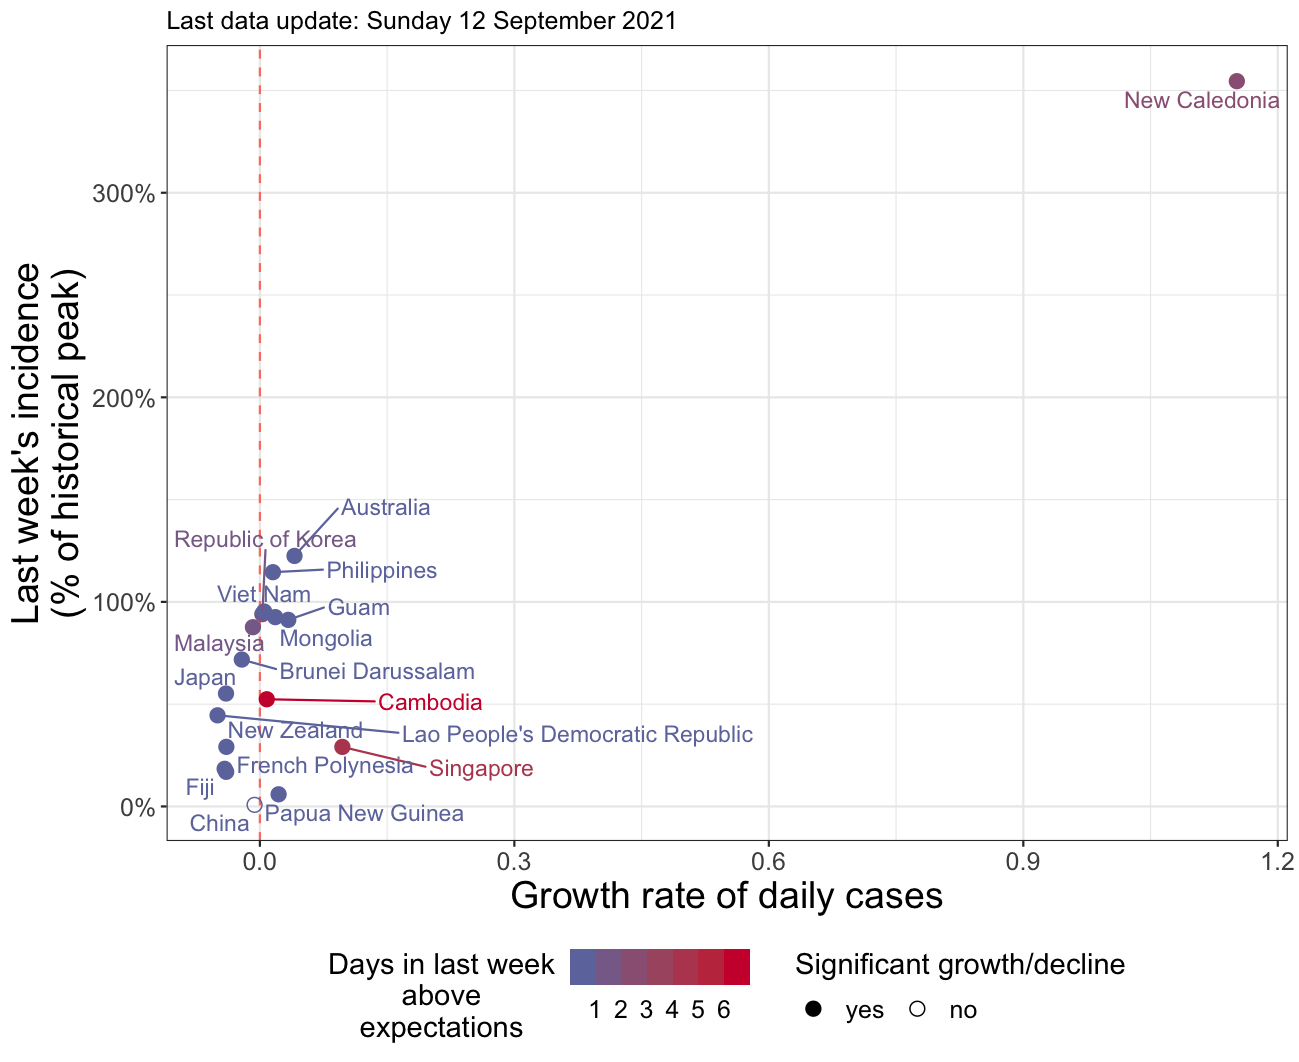 Last data update: Sunday 12 September 2021
Last week's incidence
(% of historical peak)
300%
200%
100%
0%
New Caledonia
Australia
Republic of Korea
Philippines
Viet Nam
Guam
Mongolia
Malaysia
Brunei Darussalam
Japan
Cambodia
New Zealand
Lao People's Democratic Republic
French Polynesia
Singapore
Fiji
Papua New Guinea
China
0.0 0.3 0.6 0.9 1.2
Growth rate of daily cases
Days in last week
above
expectations
1 2 3 4 5 6
Significant growth/decline
yes no